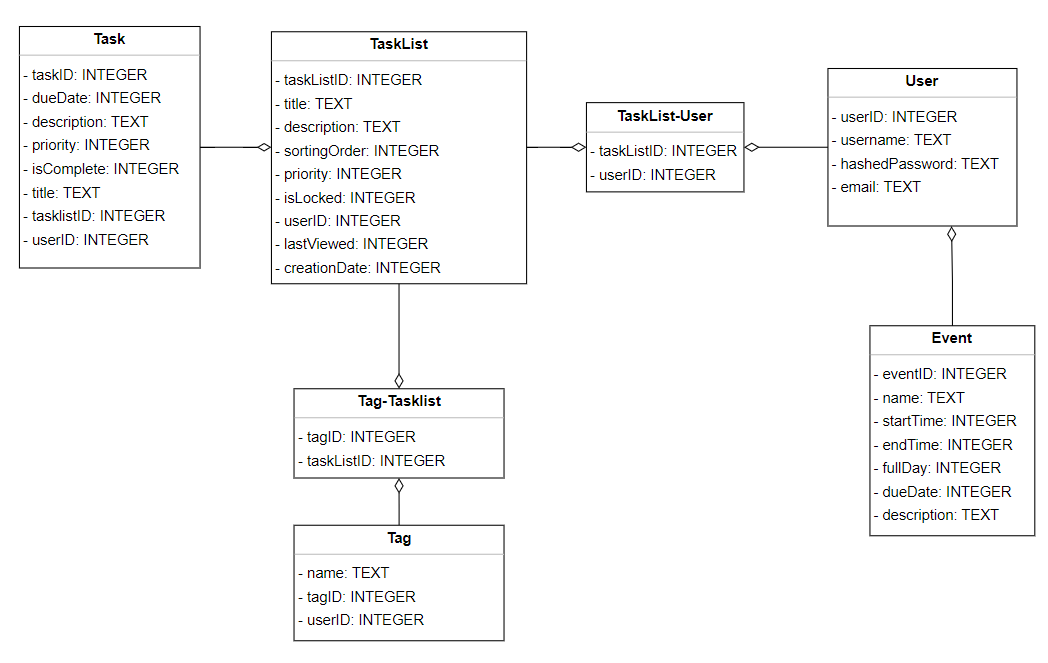 Task
- taskID: INTEGER
- dueDate: INTEGER
- description: TEXT
- priority: INTEGER
- isComplete: INTEGER
- title: TEXT
- tasklistID: INTEGER
- userID: INTEGER
TaskList
- taskListID: INTEGER
- title: TEXT
- description: TEXT
- sortingOrder: INTEGER
- priority: INTEGER
- isLocked: INTEGER
- userID: INTEGER
- lastViewed: INTEGER
- creationDate: INTEGER
TaskList-User
- taskListID: INTEGER
- userID: INTEGER
User
- userID: INTEGER
- username: TEXT
- hashedPassword: TEXT
- email: TEXT
Event
- eventID: INTEGER
- name: TEXT
- startTime: INTEGER
- endTime: INTEGER
- fullDay: INTEGER
- dueDate: INTEGER
- description: TEXT
Tag-Tasklist
- tagID: INTEGER
- taskListID: INTEGER
Tag
- name: TEXT
- tagID: INTEGER
- userID: INTEGER